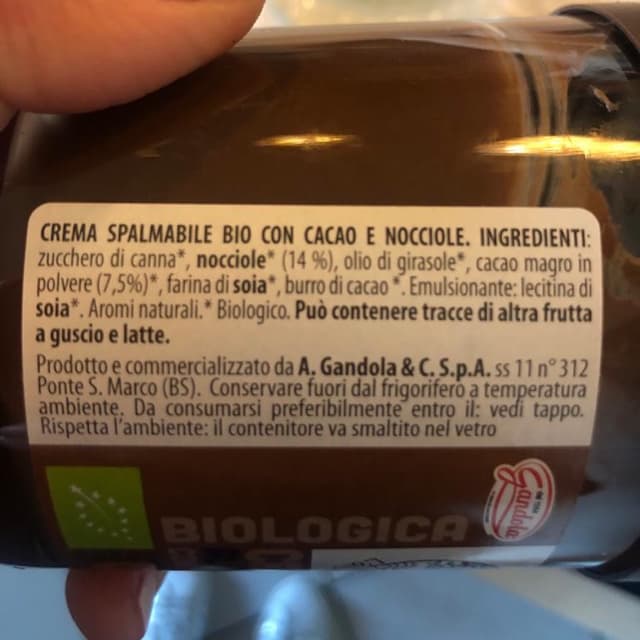 CREMA SPALMABILE BIO CON CACAO E NOCCIOLE. INGREDIENTI:
zucchero di canna*, nocciole* (14 %), olio di girasole*, cacao magro in
polvere (7,5%)*, farina di soia*, burro di cacao *. Emulsionante: lecitina di
soia*. Aromi naturali.* Biologico. Può contenere tracce di altra frutta
a guscio e latte.
Prodotto e commercializzato da A. Gandola & C. S.p.A. ss 11 n° 312
Ponte S. Marco (BS). Conservare fuori dal frigorifero a temperatura
ambiente. Da consumarsi preferibilmente entro il: vedi tappo.
Rispetta l'ambiente: il contenitore va smaltito nel vetro
BIOLOGICA
Gandola